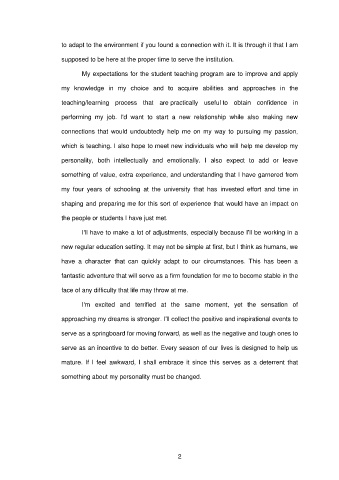 to adapt to the environment if you found a connection with it. It is through it that I am
supposed to be here at the proper time to serve the institution.
My expectations for the student teaching program are to improve and apply
my knowledge in my choice and to acquire abilities and approaches in the
teaching/learning process that are practically useful to obtain confidence in
performing my job. I'd want to start a new relationship while also making new
connections that would undoubtedly help me on my way to pursuing my passion,
which is teaching. I also hope to meet new individuals who will help me develop my
personality, both intellectually and emotionally. I also expect to add or leave
something of value, extra experience, and understanding that I have garnered from
my four years of schooling at the university that has invested effort and time in
shaping and preparing me for this sort of experience that would have an impact on
the people or students I have just met.
I'll have to make a lot of adjustments, especially because I'll be working in a
new regular education setting. It may not be simple at first, but I think as humans, we
have a character that can quickly adapt to our circumstances. This has been a
fantastic adventure that will serve as a firm foundation for me to become stable in the
face of any difficulty that life may throw at me.
I'm excited and terrified at the same moment, yet the sensation of
approaching my dreams is stronger. I'll collect the positive and inspirational events to
serve as a springboard for moving forward, as well as the negative and tough ones to
serve as an incentive to do better. Every season of our lives is designed to help us
mature. If I feel awkward, I shall embrace it since this serves as a deterrent that
something about my personality must be changed.
2